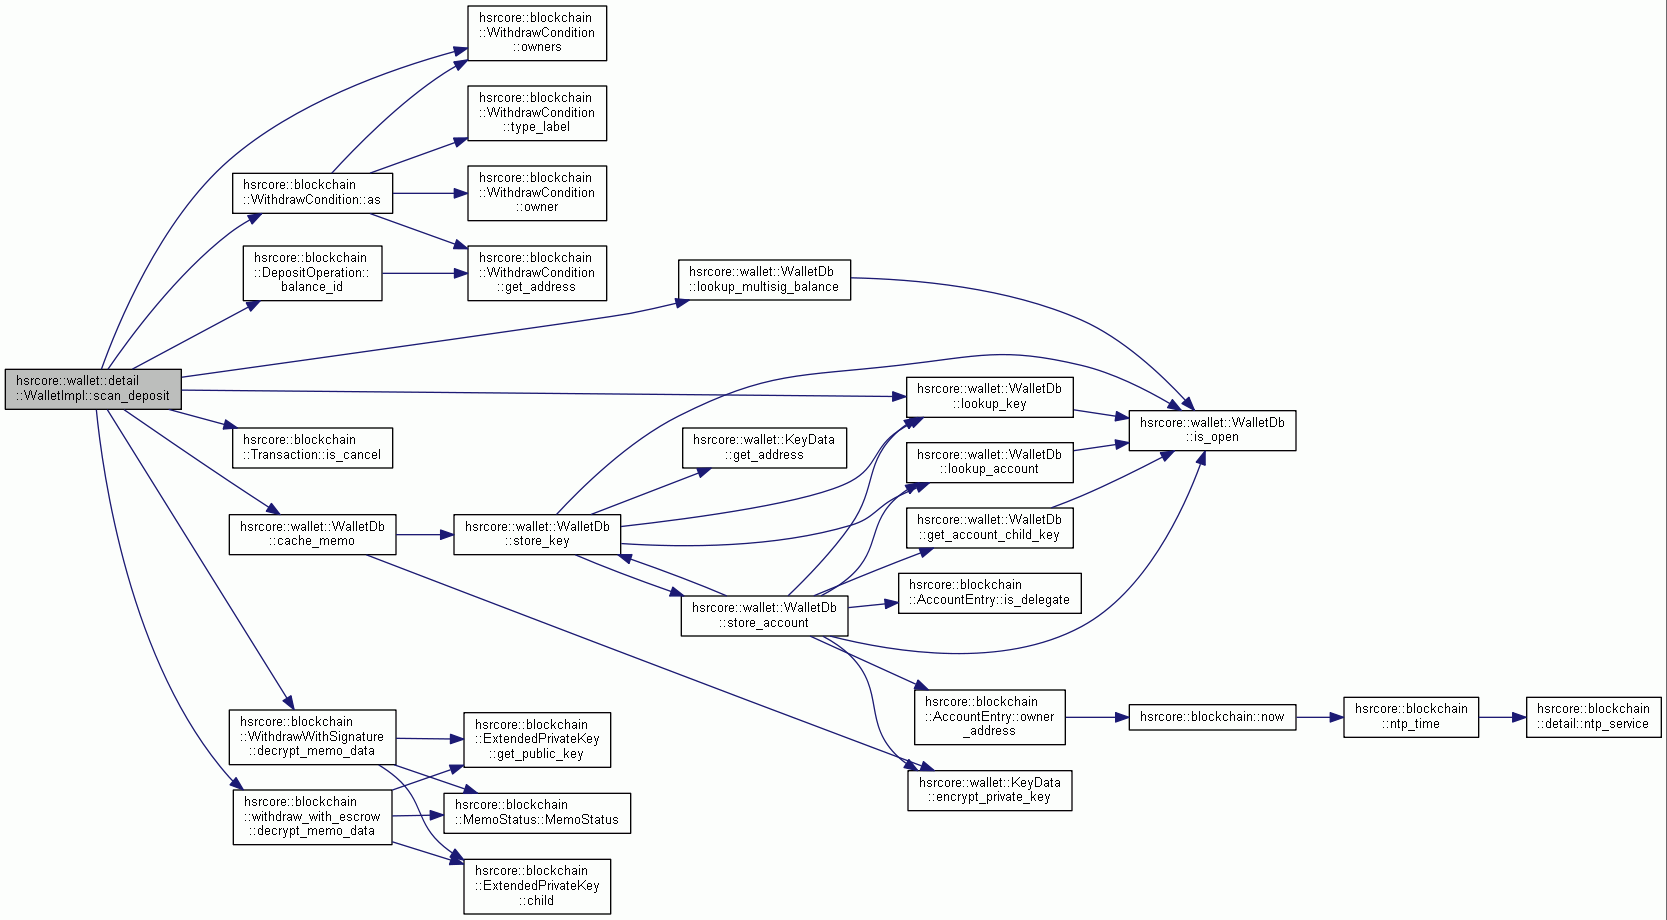 hsrcore::blockchain
::WithdrawCondition
::owners
hsrcore::blockchain
::WithdrawCondition
::type_label
hsrcore::blockchain
::WithdrawCondition::as
hsrcore::blockchain
::WithdrawCondition
::owner
hsrcore::blockchain
::DepositOperation::
balance_id
hsrcore::blockchain
::WithdrawCondition
::get_address
hsrcore::wallet::WalletDb
::lookup_multisig_balance
hsrcore::wallet::detail
::WalletImpl::scan_deposit
hsrcore::wallet::WalletDb
::lookup_key
hsrcore::wallet::WalletDb
::is_open
hsrcore::blockchain
::Transaction::is_cancel
hsrcore::wallet::KeyData
::get_address
hsrcore::wallet::WalletDb
::lookup_account
hsrcore::wallet::WalletDb
::cache_memo
hsrcore::wallet::WalletDb
::store_key
hsrcore::wallet::WalletDb
::get_account_child_key
hsrcore::blockchain
::AccountEntry::is_delegate
hsrcore::wallet::WalletDb
::store_account
hsrcore::blockchain
::AccountEntry::owner
_address
hsrcore::blockchain::now
hsrcore::blockchain
::ntp_time
hsrcore::blockchain
::detail::ntp_service
hsrcore::blockchain
::WithdrawWithSignature
::decrypt_memo_data
hsrcore::blockchain
::ExtendedPrivateKey
::get_public_key
hsrcore::wallet::KeyData
::encrypt_private_key
hsrcore::blockchain
::withdraw_with_escrow
::decrypt_memo_data
hsrcore::blockchain
::MemoStatus::MemoStatus
hsrcore::blockchain
::ExtendedPrivateKey
::child